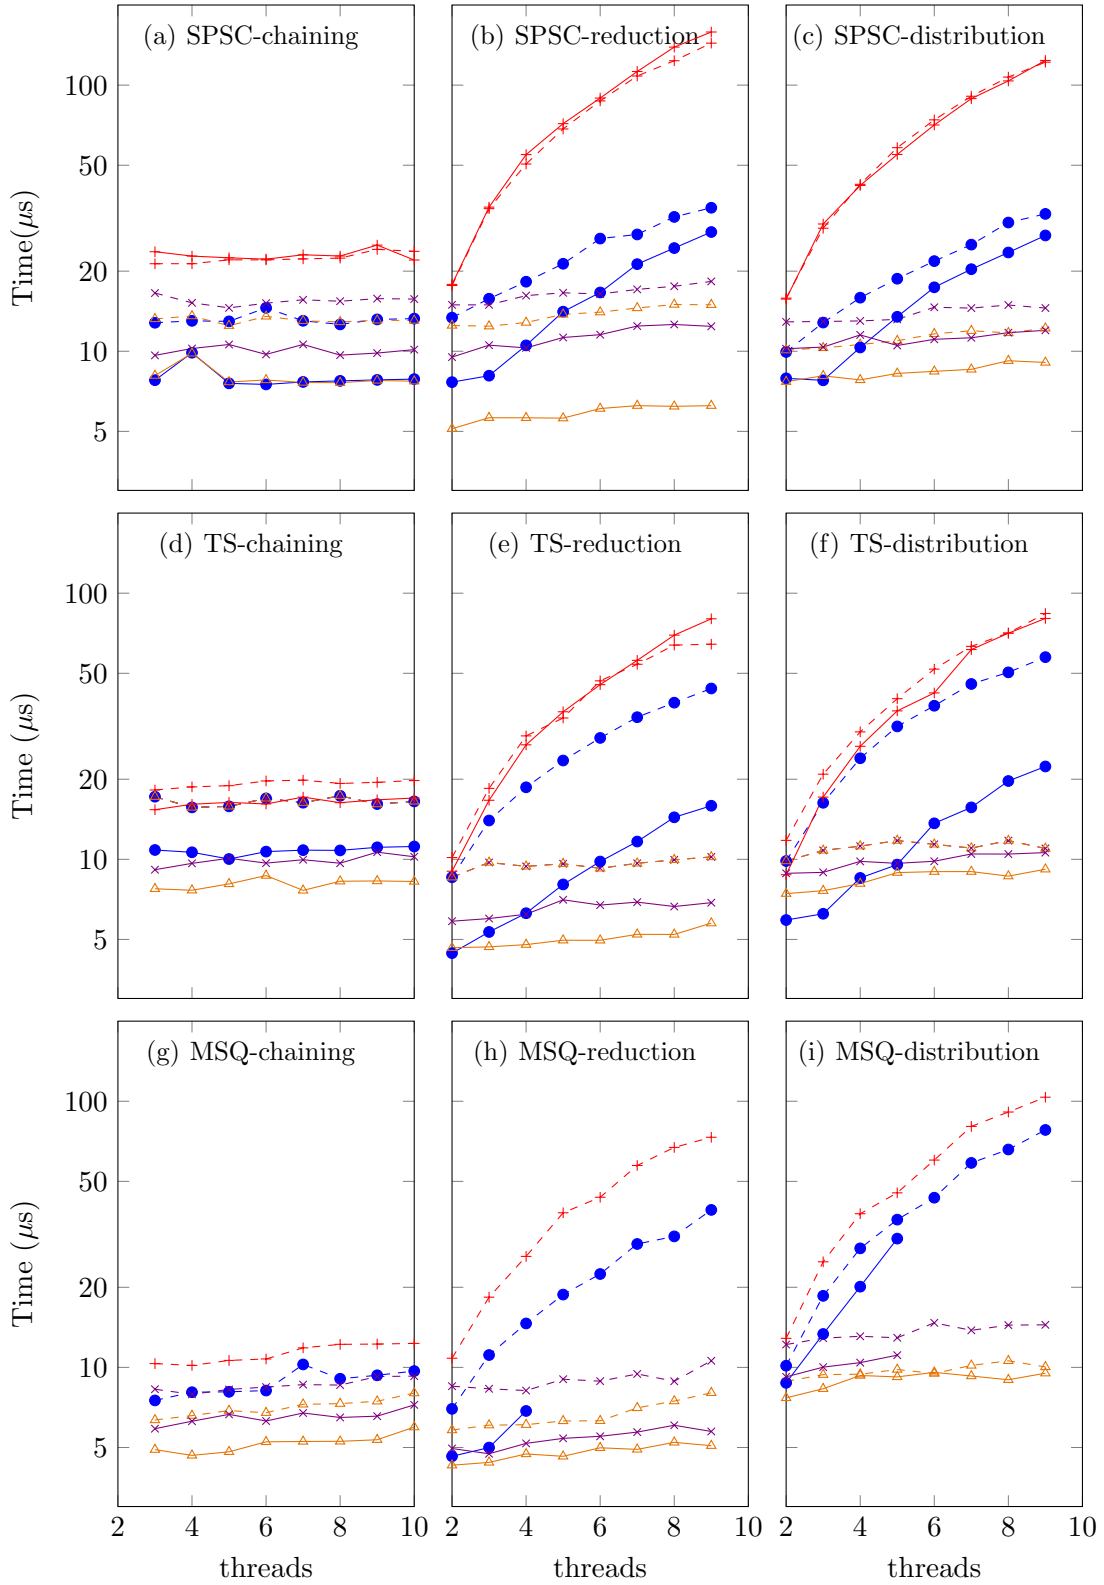 (a) SPSC-chaining
(b) SPSC-reduction
(c) SPSC-distribution
100
50
20
10
5
Time(μs)
(d) TS-chaining
(e) TS-reduction
(f) TS-distribution
100
50
20
10
5
Time (μs)
(g) MSQ-chaining
(h) MSQ-reduction
(i) MSQ-distribution
100
50
20
10
5
Time (μs)
2 4 6 8 10
2 4 6 8 10
2 4 6 8 10
threads
threads
threads